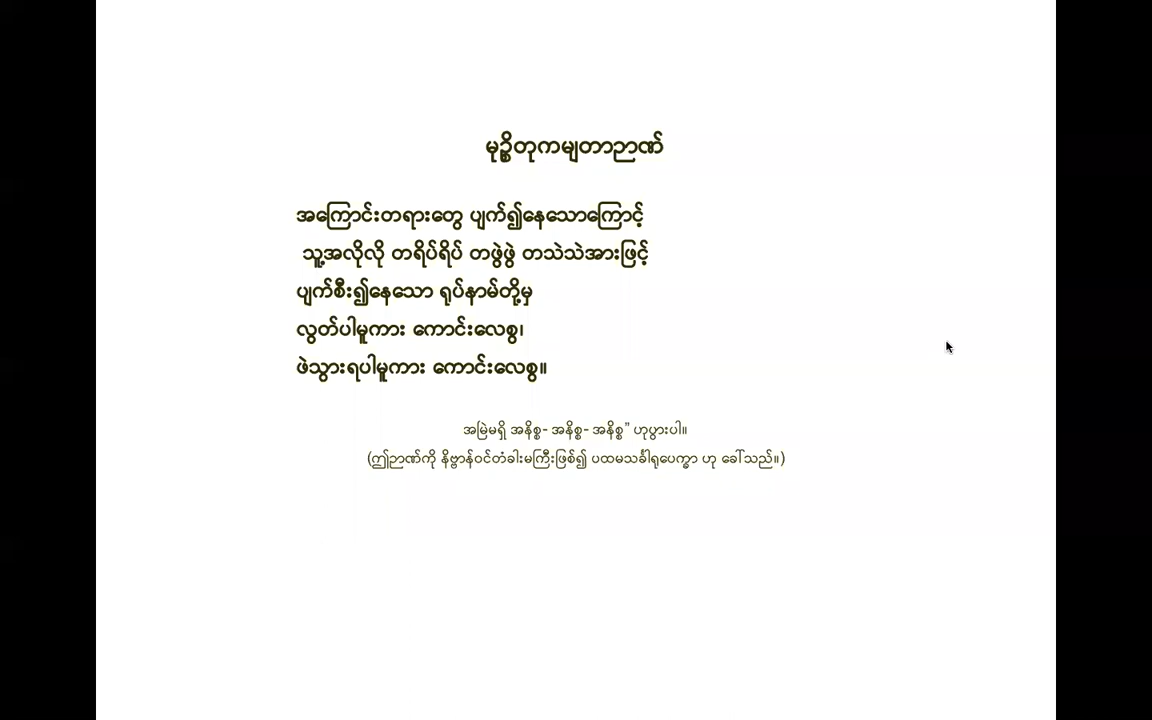 မုဉ္စိတုကမျတာဉာဏ်
အကြောင်းတရားတွေ ပျက်၍နေသောကြောင့်
သူ့အလိုလို တရိပ်ရိပ် တဖွဲဖွဲ တသဲသဲအားဖြင့်
ပျက်စီး၍နေသော ရုပ်နာမ်တို့မှ
လွတ်ပါမူကား ကောင်းလေစွ၊
ဖဲသွားရပါမူကား ကောင်းလေစွ။
အမြဲမရှိ အနိစ္စ- အနိစ္စ- အနိစ္စ" ဟုပွားပါ။
(ဤဉာဏ်ကို နိဗ္ဗာန်ဝင်တံခါးမကြီးဖြစ်၍ ပထမသင်္ခါရုပေက္ခာ ဟု ခေါ်သည်။)